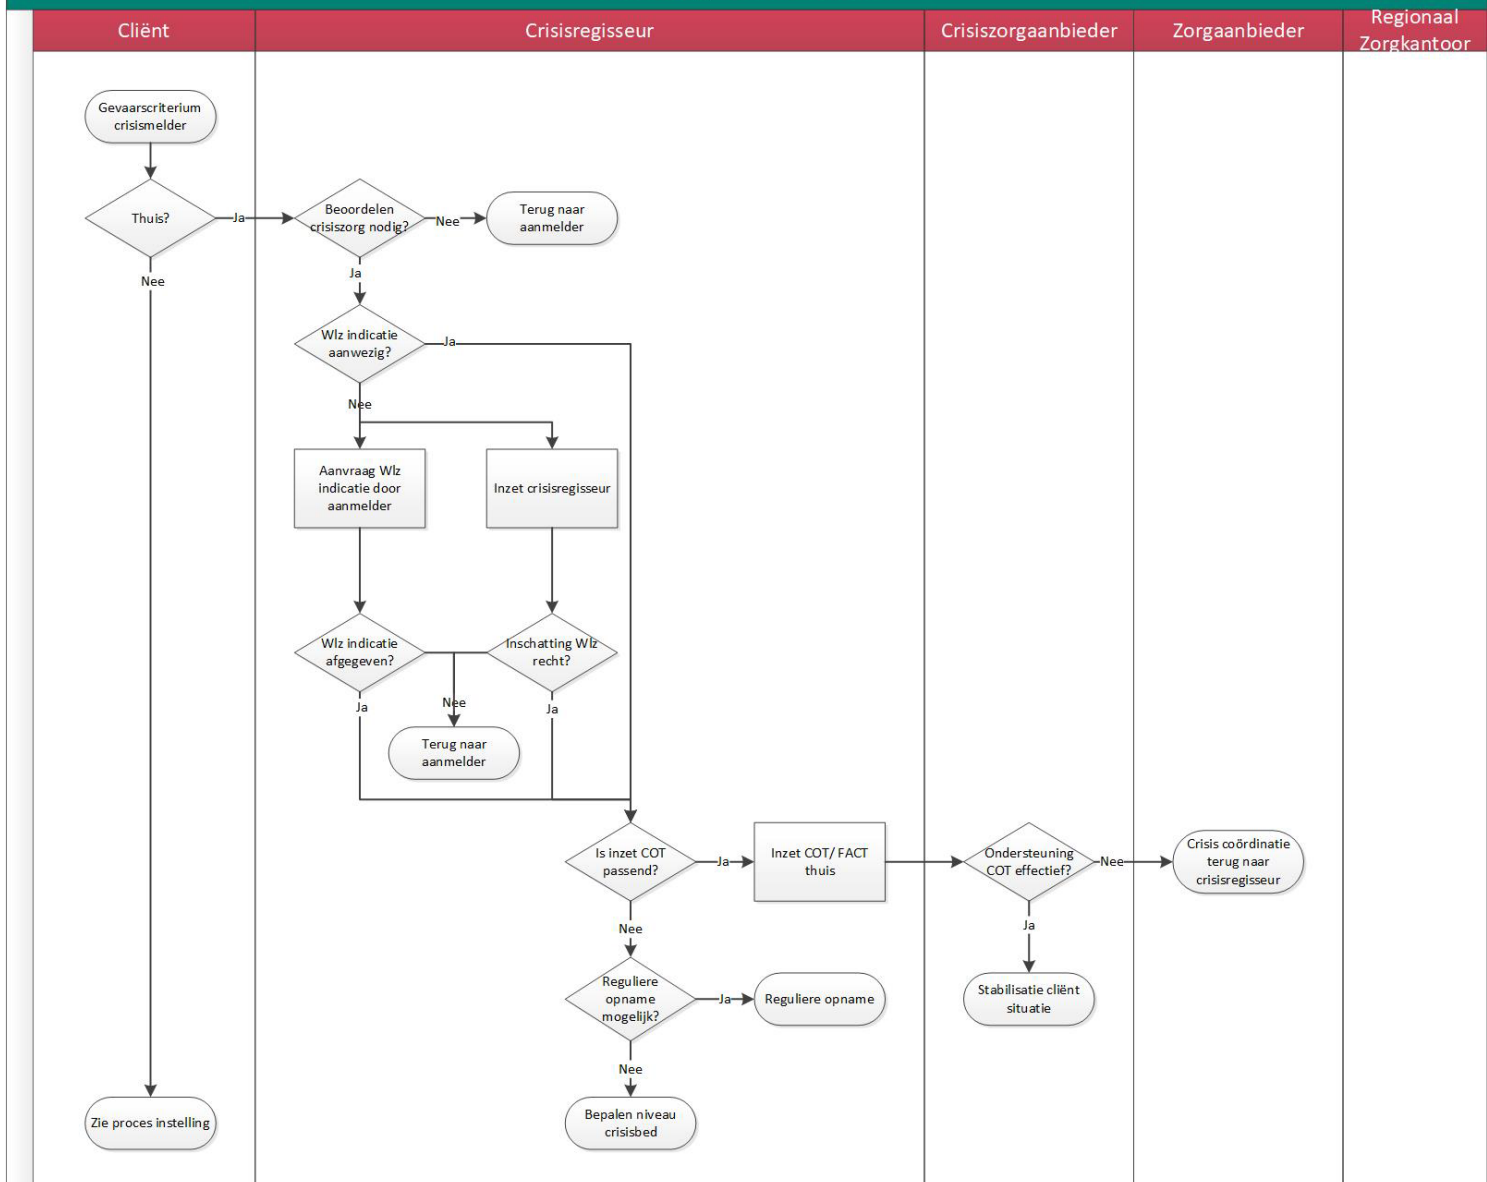 Cliënt
Crisisregisseur
Crisiszorgaanbieder
Zorgaanbieder
Regionaal
Zorgkantoor
Gevaarscriterium
crisismelder
Thuis?
Ja
Beoordelen
crisiszorg nodig?
Nee
Terug naar
aanmelder
Nee
Ja
Wlz indicatie
aanwezig?
Ja
Nee
Aanvraag Wlz
indicatie door
aanmelder
Inzet crisisregisseur
Wlz indicatie
afgegeven?
Inschatting Wlz
recht?
Ja
Nee
Ja
Terug naar
aanmelder
Is inzet COT
passend?
Ja
Inzet COT/ FACT
thuis
Ondersteuning
COT effectief?
Nee
Crisis coördinatie
terug naar
crisisregisseur
Nee
Ja
Reguliere
opname
mogelijk?
Ja
Reguliere opname
Stabilisatie cliënt
situatie
Nee
Zie proces instelling
Bepalen niveau
crisisbed